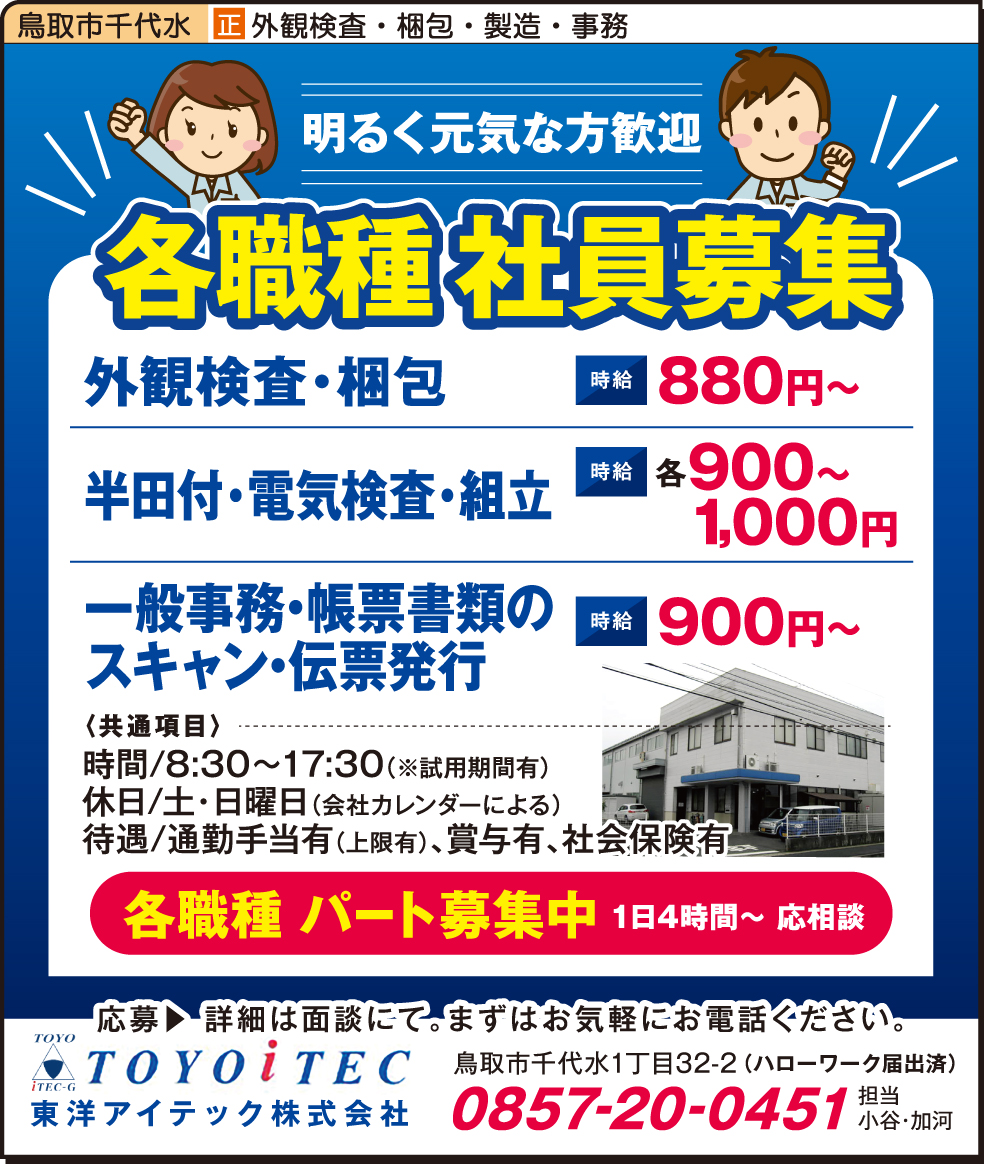 鳥取市千代水 正 外観検査・梱包・製造・事務
明るく元気な方歓迎
各職種 社員募集
外観検査・梱包 時給 880円～
半田付・電気検査・組立 時給 各900～
1,000円
一般事務・帳票書類の
スキャン・伝票発行 時給 900円～
〈共通項目〉
時間/8:30～17:30（※試用期間有）
休日/土・日曜日（会社カレンダーによる）
待遇/通勤手当有（上限有）、賞与有、社会保険有
各職種 パート募集中 1日4時間～ 応相談
応募▶ 詳細は面談にて。まずはお気軽にお電話ください。
TOYO
iTEC-G
TOYOiTEC
東洋アイテック株式会社
鳥取市千代水1丁目32-2（ハローワーク届出済）
0857-20-0451 担当
小谷・加河